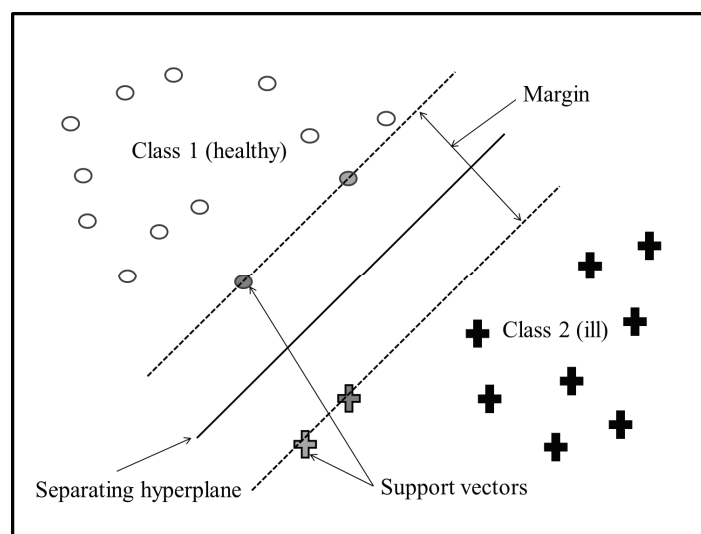 Margin
Class 1 (healthy)
Class 2 (ill)
Separating hyperplane
Support vectors